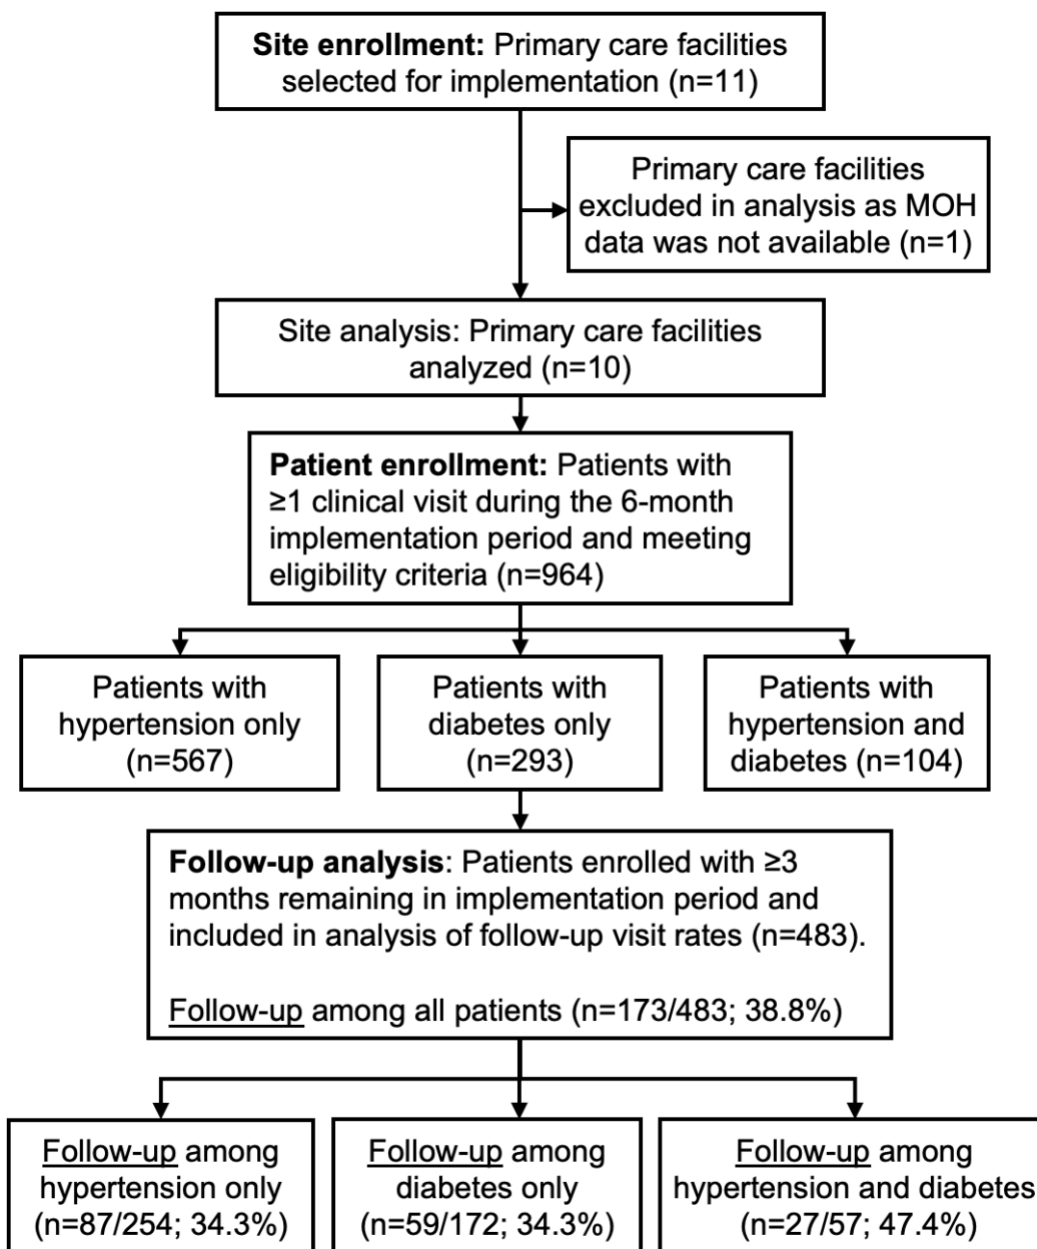 Site enrollment: Primary care facilities
selected for implementation (n=11)
Primary care facilities
excluded in analysis as MOH
data was not available (n=1)
Site analysis: Primary care facilities
analyzed (n=10)
Patient enrollment: Patients with
≥1 clinical visit during the 6-month
implementation period and meeting
eligibility criteria (n=964)
Patients with
hypertension only
(n=567)
Patients with
diabetes only
(n=293)
Patients with
hypertension and
diabetes (n=104)
Follow-up analysis: Patients enrolled with ≥3
months remaining in implementation period and
included in analysis of follow-up visit rates (n=483).
Follow-up among all patients (n=173/483; 38.8%)
Follow-up among
hypertension only
(n=87/254; 34.3%)
Follow-up among
diabetes only
(n=59/172; 34.3%)
Follow-up among
hypertension and diabetes
(n=27/57; 47.4%)